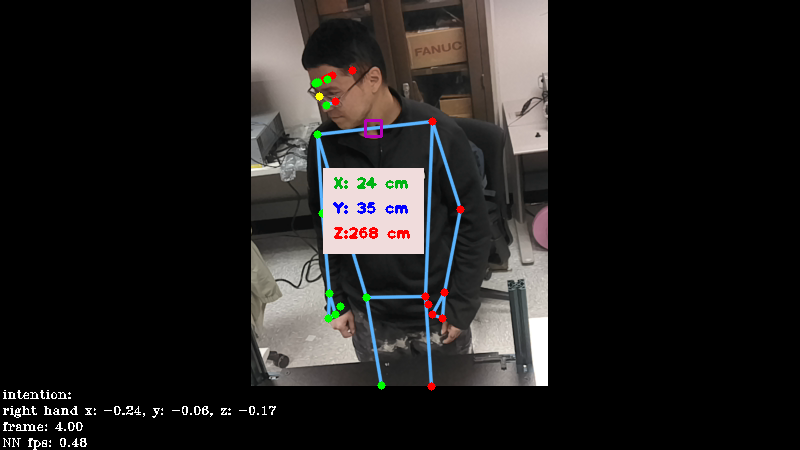 FANUC
X: 24 cm
Y: 35 cm
Z:268 cm
intention:
right hand x: −0.24, y: −0.06, z: −0.17
frame: 4.00
NN fps: 0.48